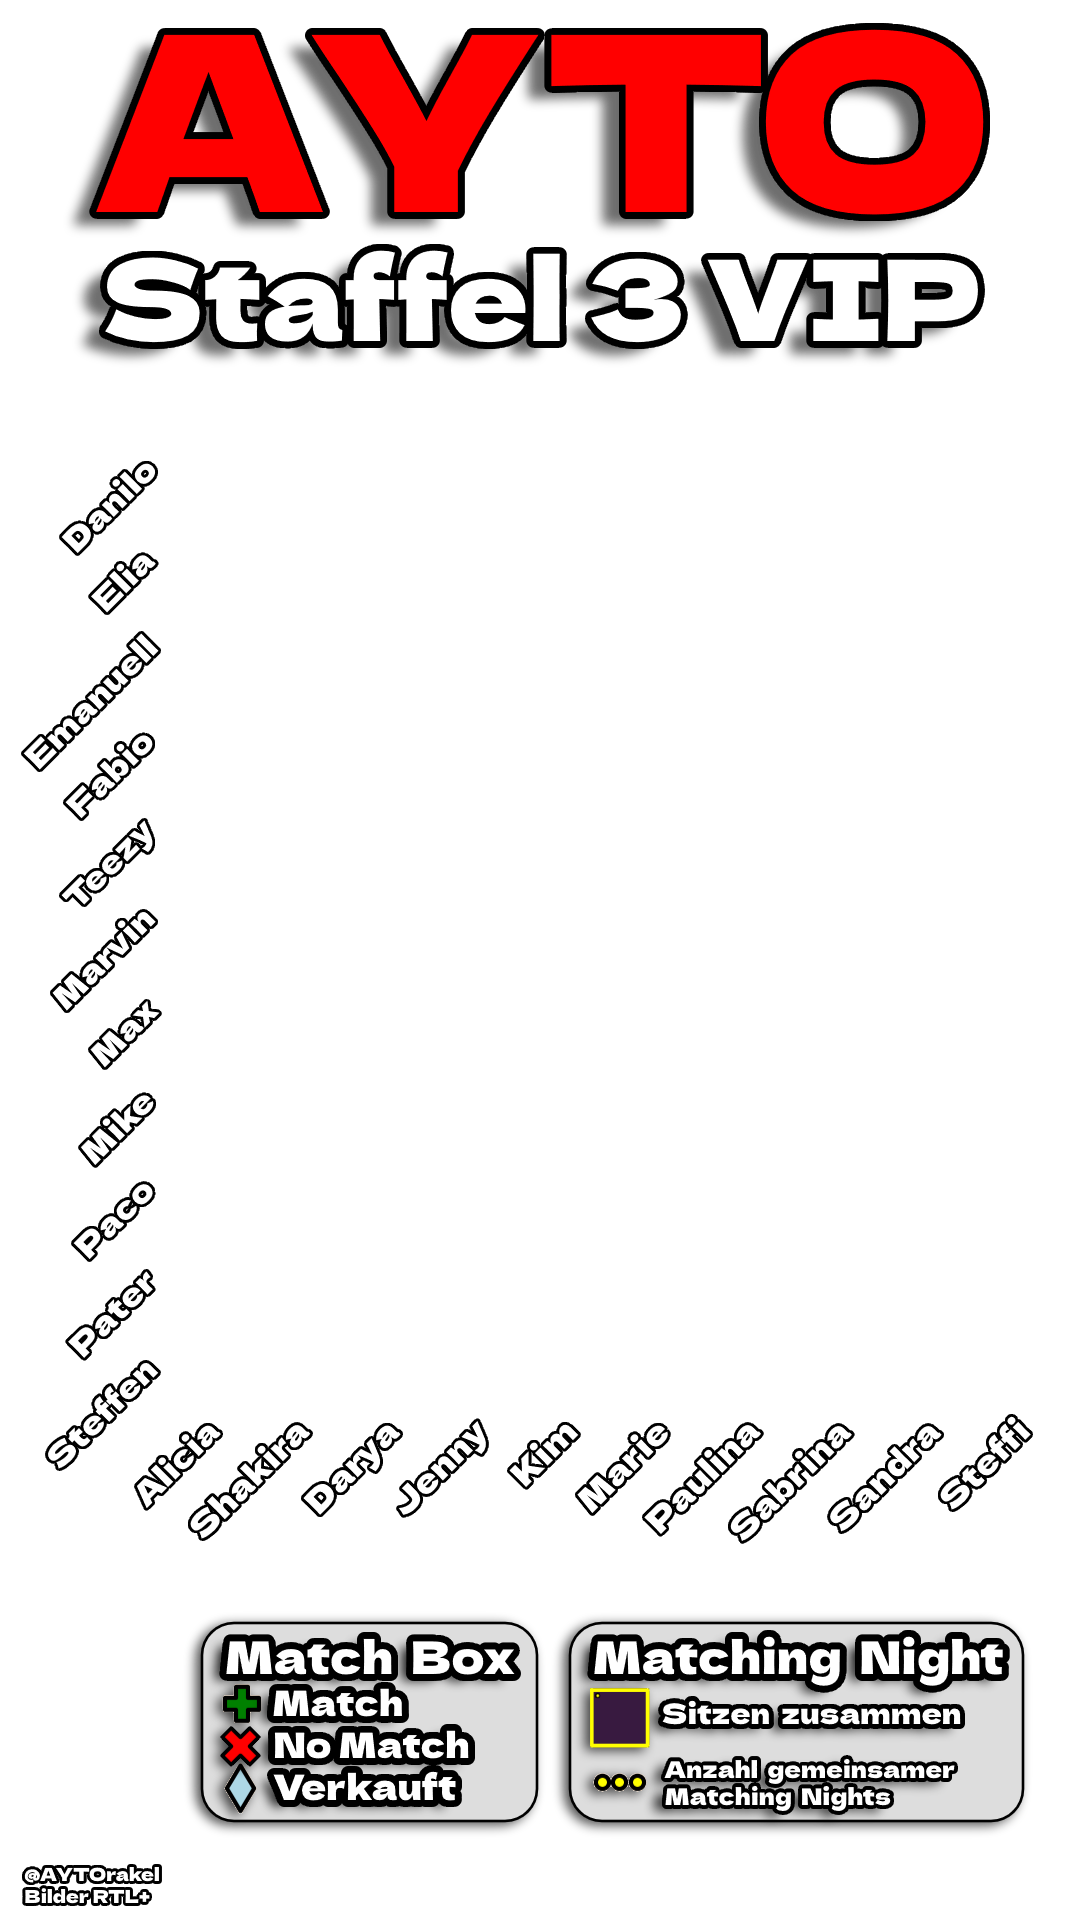 AYTO
Staffel 3 VIP
Danilo
Elia
Emanuell
Fabio
Teezy
Marvin
Max
Mike
Paco
Pater
Steffen
Alicia
Shakira
Darya
Jenny
Kim
Marie
Paulina
Sabrina
Sandra
Steffi
Match Box
Match
No Match
Verkauft
Matching Night
Sitzen zusammen
Anzahl gemeinsamer
Matching Nights
@AYTOrakel
Bilder RTL+